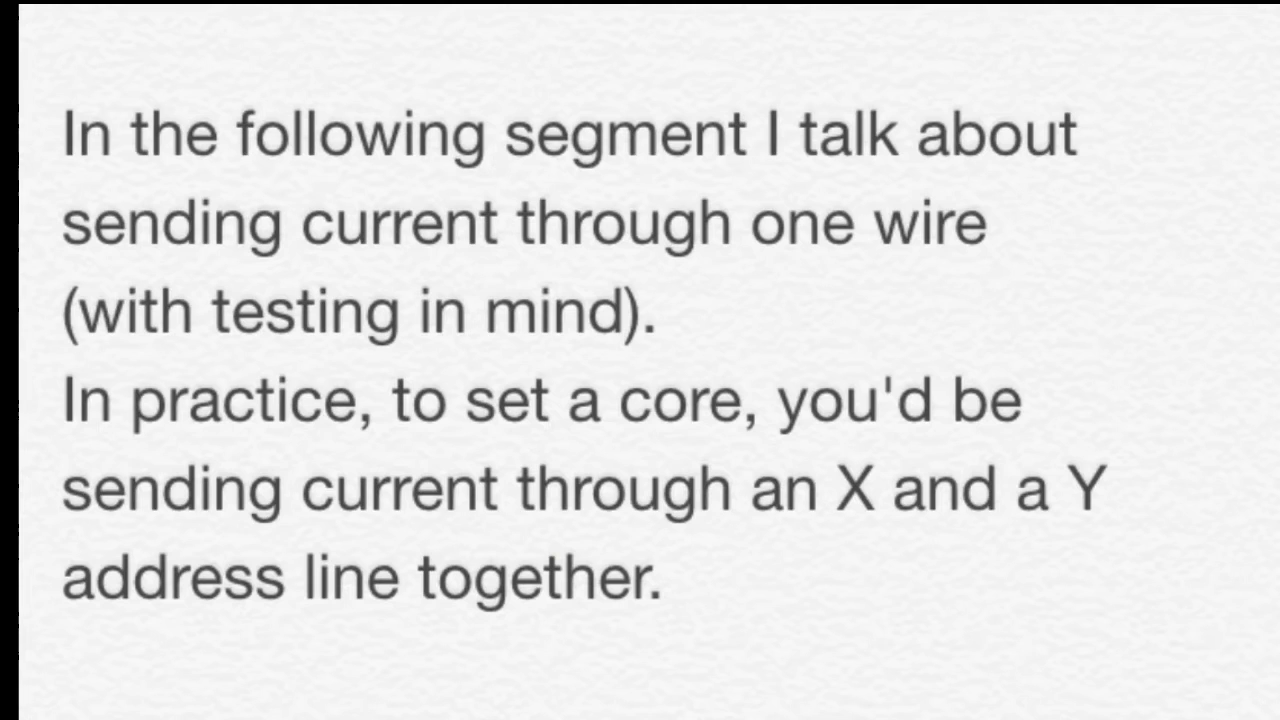 In the following segment I talk about
sending current through one wire
(with testing in mind).
In practice, to set a core, you'd be
sending current through an X and a Y
address line together.